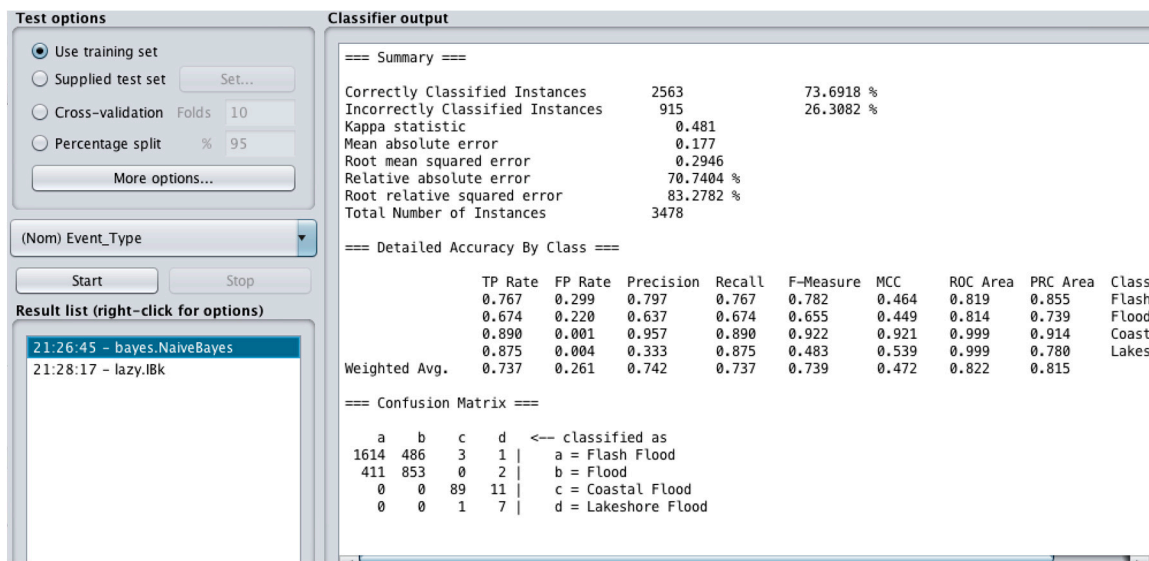 Test options
Use training set
Supplied test set Set...
Cross-validation Folds 10
Percentage split % 95
More options...
(Nom) Event_Type
Start Stop
Result list (right-click for options)
21:26:45 - bayes.NaiveBayes
21:28:17 - lazy.IBk
Classifier output
=== Summary ===
Correctly Classified Instances 2563 73.6918 %
Incorrectly Classified Instances 915 26.3082 %
Kappa statistic 0.481
Mean absolute error 0.177
Root mean squared error 0.2946
Relative absolute error 70.7404 %
Root relative squared error 83.2782 %
Total Number of Instances 3478
=== Detailed Accuracy By Class ===
TP Rate FP Rate Precision Recall F-Measure MCC ROC Area PRC Area Class
0.767 0.299 0.797 0.767 0.782 0.464 0.819 0.855 Flash
0.674 0.220 0.637 0.674 0.655 0.449 0.814 0.739 Flood
0.890 0.001 0.957 0.890 0.922 0.921 0.999 0.914 Coast
0.875 0.004 0.333 0.875 0.483 0.539 0.999 0.780 Lakes
Weighted Avg. 0.737 0.261 0.742 0.737 0.739 0.472 0.822 0.815
=== Confusion Matrix ===
a b c d <-- classified as
1614 486 3 1 | a = Flash Flood
411 853 0 2 | b = Flood
0 0 89 11 | c = Coastal Flood
0 0 1 7 | d = Lakeshore Flood